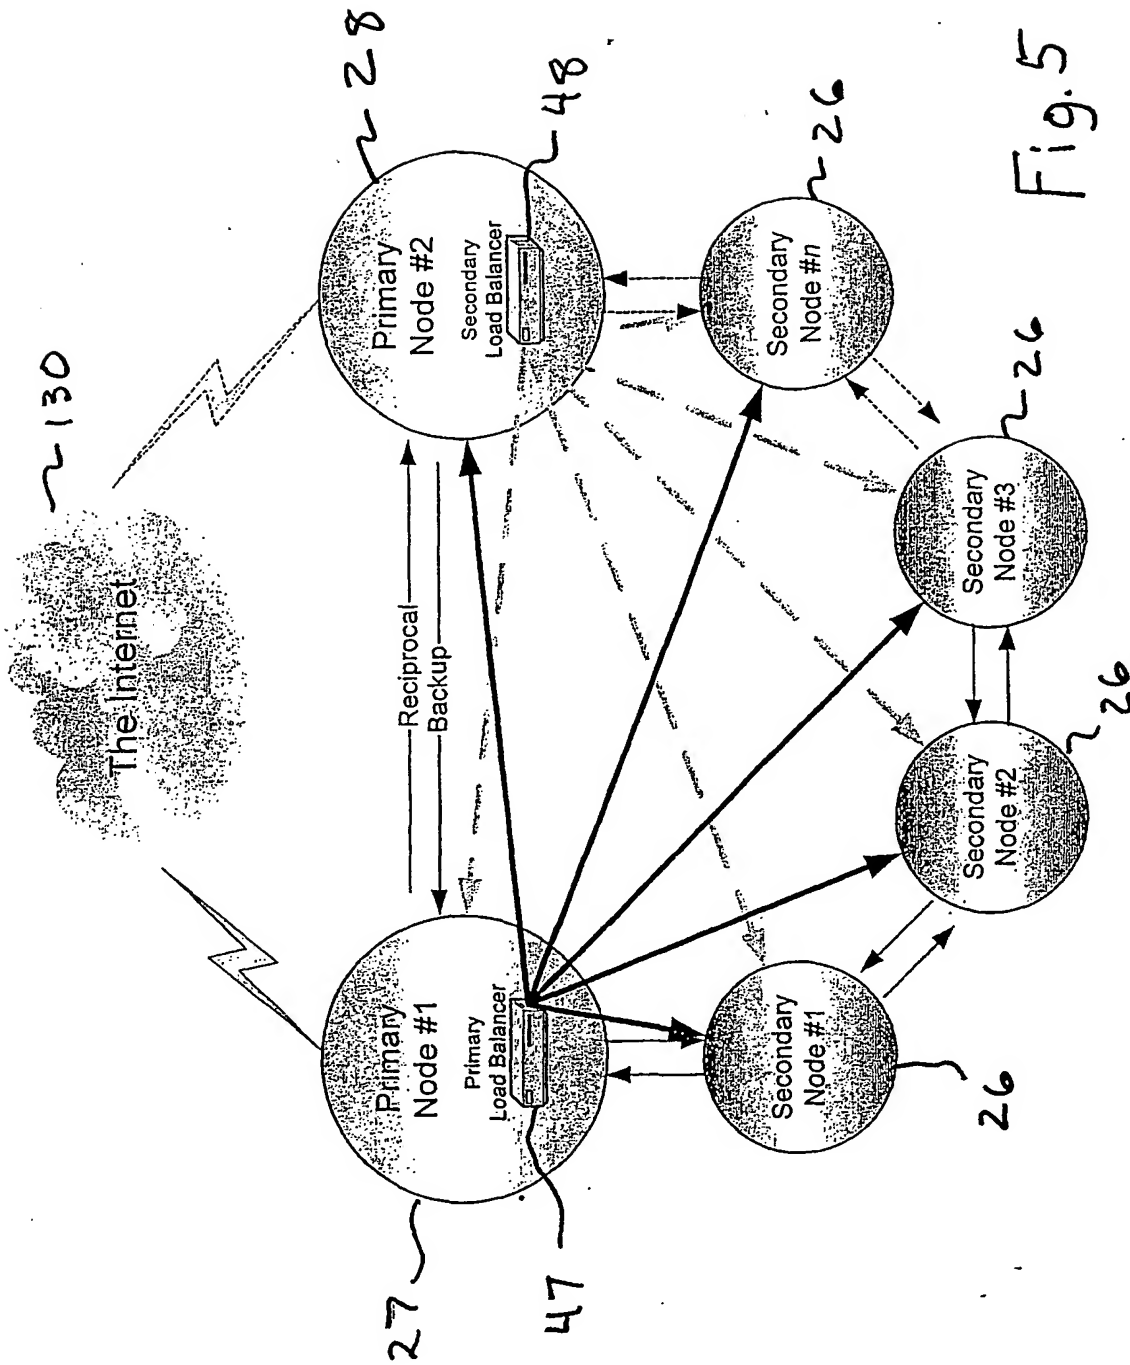 130
The Internet
27
Primary
Node #1
Primary
Load Balancer
47
Reciprocal
Backup
28
Primary
Node #2
Secondary
Load Balancer
48
Secondary
Node #1
26
Secondary
Node #2
26
Secondary
Node #3
26
Secondary
Node #n
26
Fig. 5